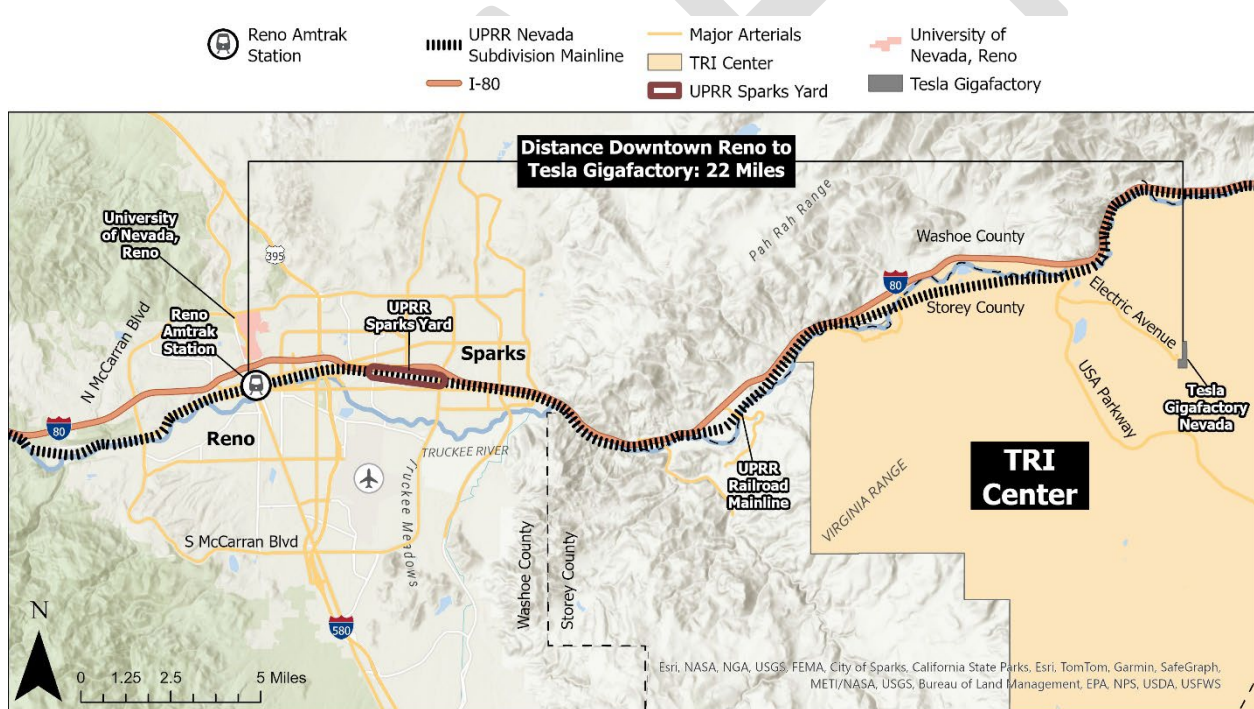 Reno Amtrak
Station
UPRR Nevada
Subdivision Mainline
I-80
Major Arterials
TRI Center
UPRR Sparks Yard
University of
Nevada, Reno
Tesla Gigafactory
Distance Downtown Reno to
Tesla Gigafactory: 22 Miles
University
of Nevada,
Reno
395
Pah Rah Range
Washoe County
80
Storey County
Electric Avenue
N McCarran Blvd
Reno
Amtrak
Station
UPRR
Sparks Yard
Sparks
USA Parkway
Tesla
Gigafactory
Nevada
80
Reno
TRUCKEE RIVER
Truckee Meadows
UPRR
Railroad
Mainline
VIRGINIA RANGE
TRI
Center
S McCarran Blvd
Washoe County
Storey County
580
N
0 1.25 2.5 5 Miles
Esri, NASA, NGA, USGS, FEMA, City of Sparks, California State Parks, Esri, TomTom, Garmin, SafeGraph,
METI/NASA, USGS, Bureau of Land Management, EPA, NPS, USDA, USFWS